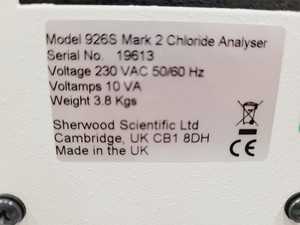 Model 926S Mark 2 Chloride Analyser
Serial No. 19613
Voltage 230 VAC 50/60 Hz
Voltamps 10 VA
Weight 3.8 Kgs
Sherwood Scientific Ltd
Cambridge, UK CB1 8DH
Made in the UK
CE